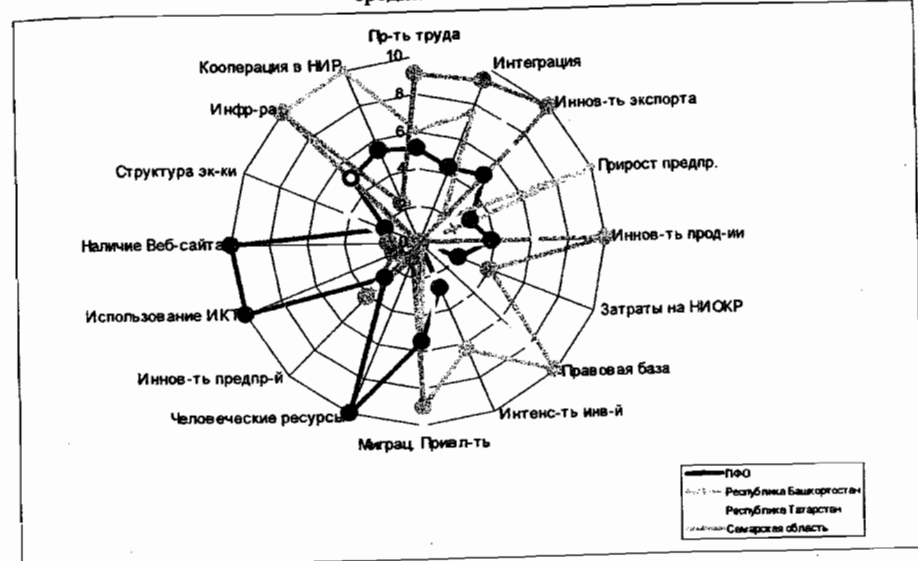 Пр-ть труда
Интеграция
Иннов-ть экспорта
Прирост предпр.
Иннов-ть прод-ии
Затраты на НИОКР
Правовая база
Интенс-ть инв-й
Миграц. Привл-ть
Человеческие ресурсы
Иннов-ть предпр-й
Использование ИКТ
Наличие Веб-сайта
Структура эк-ки
Инфр-ра
Кооперация в НИР
10
8
6
4
ПФО
Республика Башкортостан
Республика Татарстан
Самарская область